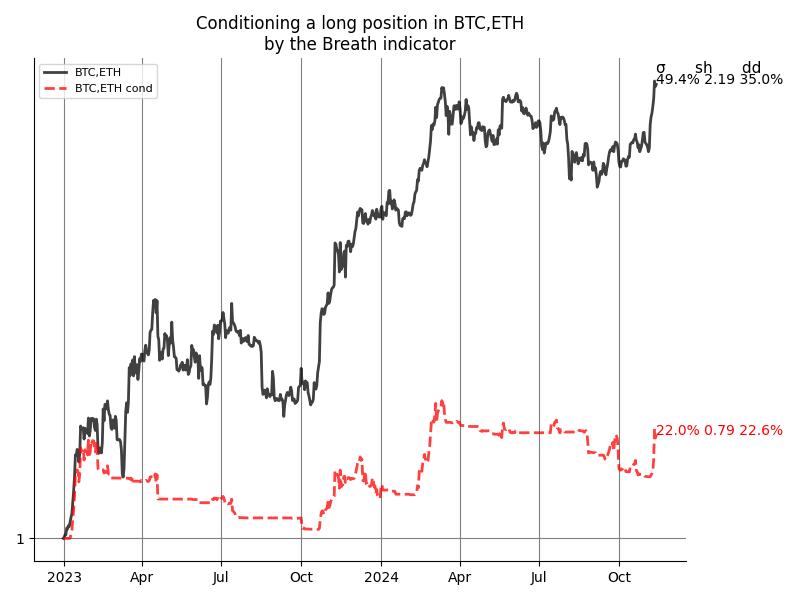 Conditioning a long position in BTC,ETH
by the Breath indicator
BTC,ETH
BTC,ETH cond
σ sh dd
49.4% 2.19 35.0%
22.0% 0.79 22.6%
1
2023 Apr Jul Oct 2024 Apr Jul Oct